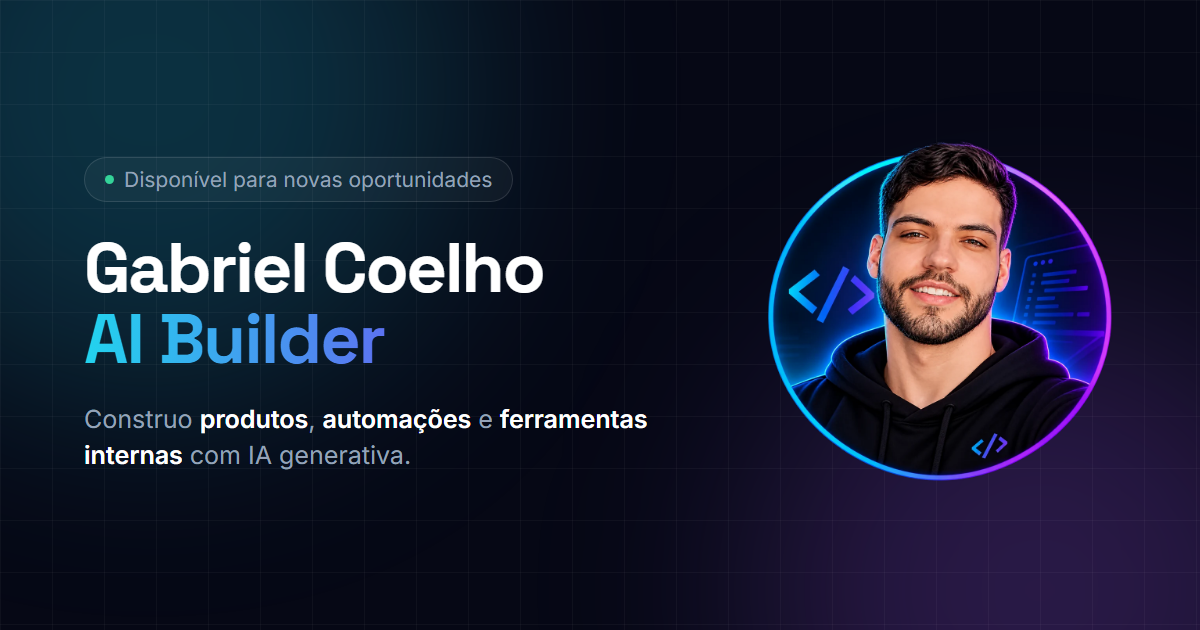 Disponível para novas oportunidades
Gabriel Coelho
AI Builder
Construo produtos, automações e ferramentas
internas com IA generativa.
</>
</>